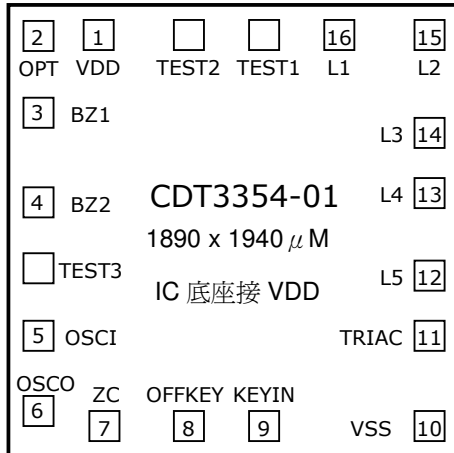 2 1 16 15
OPT VDD TEST2 TEST1 L1 L2
3 BZ1
L3 14
4 BZ2 CDT3354-01 L4 13
1890 x 1940 μM
TEST3 IC 底座接 VDD L5 12
5 OSCI TRIAC 11
OSCO ZC OFFKEY KEYIN
6 7 8 9 VSS 10